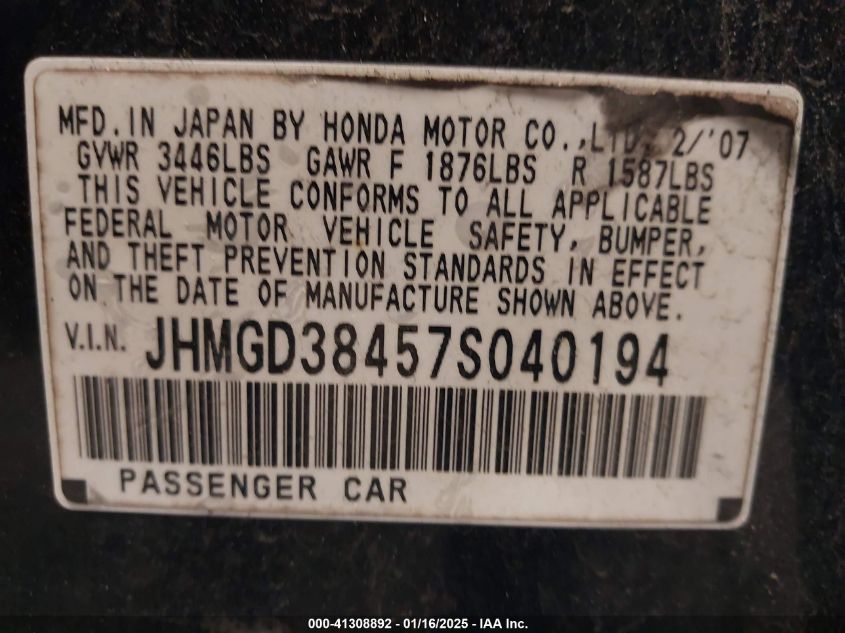 MFD. IN JAPAN BY HONDA MOTOR CO., LTD. 2/'07
GVWR 3446LBS GAWR F 1876LBS R 1587LBS
THIS VEHICLE CONFORMS TO ALL APPLICABLE
FEDERAL MOTOR VEHICLE SAFETY, BUMPER,
AND THEFT PREVENTION STANDARDS IN EFFECT
ON THE DATE OF MANUFACTURE SHOWN ABOVE.
V.I.N. JHMGD38457S040194
PASSENGER CAR
000-41308892 - 01/16/2025 - IAA Inc.